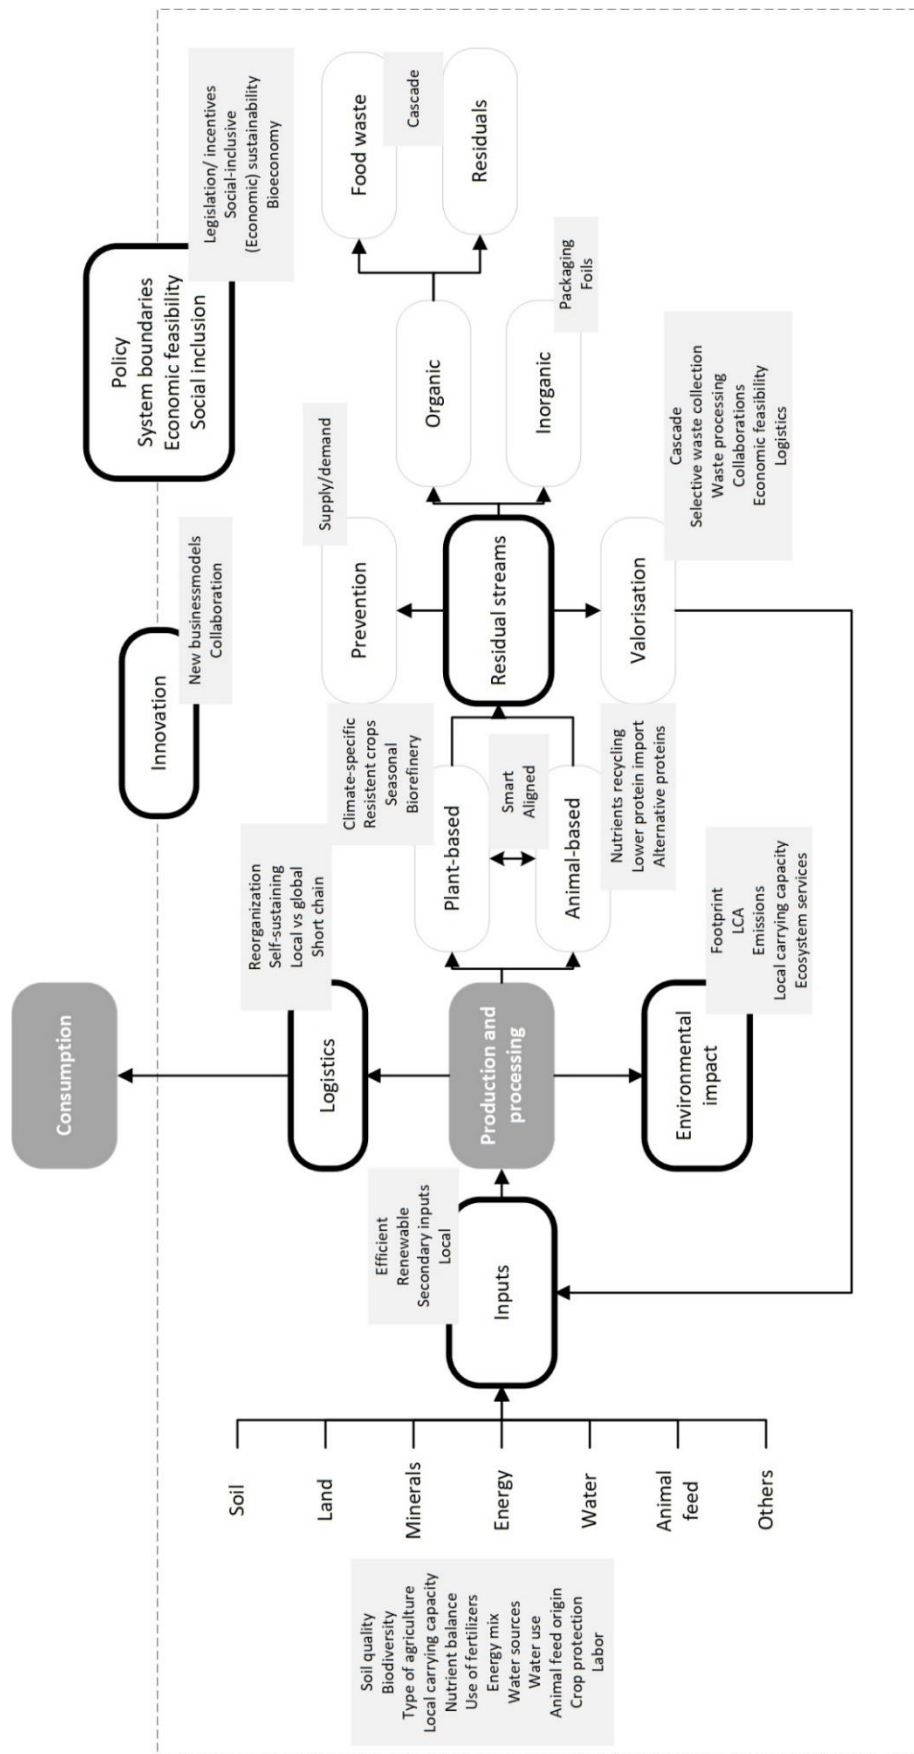 Consumption
Policy
System boundaries
Economic feasibility
Social inclusion
Legislation/ incentives
Social-inclusive
(Economic) sustainability
Bioeconomy
Innovation
New businessmodels
Collaboration
Soil quality
Biodiversity
Type of agriculture
Local carrying capacity
Nutrient balance
Use of fertilizers
Energy mix
Water sources
Water use
Animal feed origin
Crop protection
Labor
Soil
Land
Minerals
Energy
Water
Animal
feed
Others
Efficient
Renewable
Secondary inputs
Local
Inputs
Logistics
Reorganization
Self-sustaining
Local vs global
Short chain
Production and
processing
Environmental
impact
Footprint
LCA
Emissions
Local carrying capacity
Ecosystem services
Climate-specific
Resistent crops
Seasonal
Biorefinery
Plant-based
Smart
Aligned
Animal-based
Nutrients recycling
Lower protein import
Alternative proteins
Supply/demand
Prevention
Residual streams
Valorisation
Cascade
Selective waste collection
Waste processing
Collaborations
Economic feasibility
Logistics
Organic
Inorganic
Packaging
Foils
Food waste
Cascade
Residuals